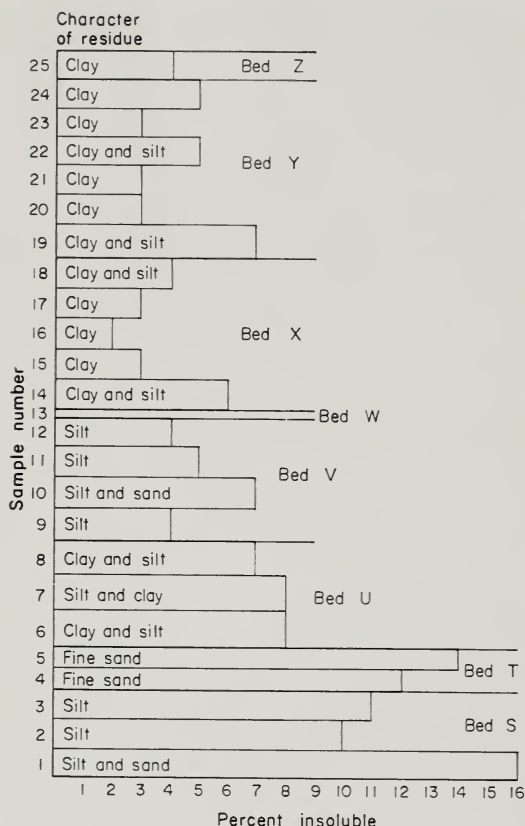 Character
of residue
25 Clay Bed Z
24 Clay
23 Clay
22 Clay and silt
Bed Y
21 Clay
20 Clay
19 Clay and silt
18 Clay and silt
17 Clay
16 Clay Bed X
15 Clay
14 Clay and silt
13 Bed W
12 Silt
11 Silt
Bed V
10 Silt and sand
9 Silt
8 Clay and silt
7 Silt and clay Bed U
6 Clay and silt
5 Fine sand
Bed T
4 Fine sand
3 Silt
Bed S
2 Silt
1 Silt and sand
Sample number
1 2 3 4 5 6 7 8 9 10 11 12 13 14 15 16
Percent insoluble